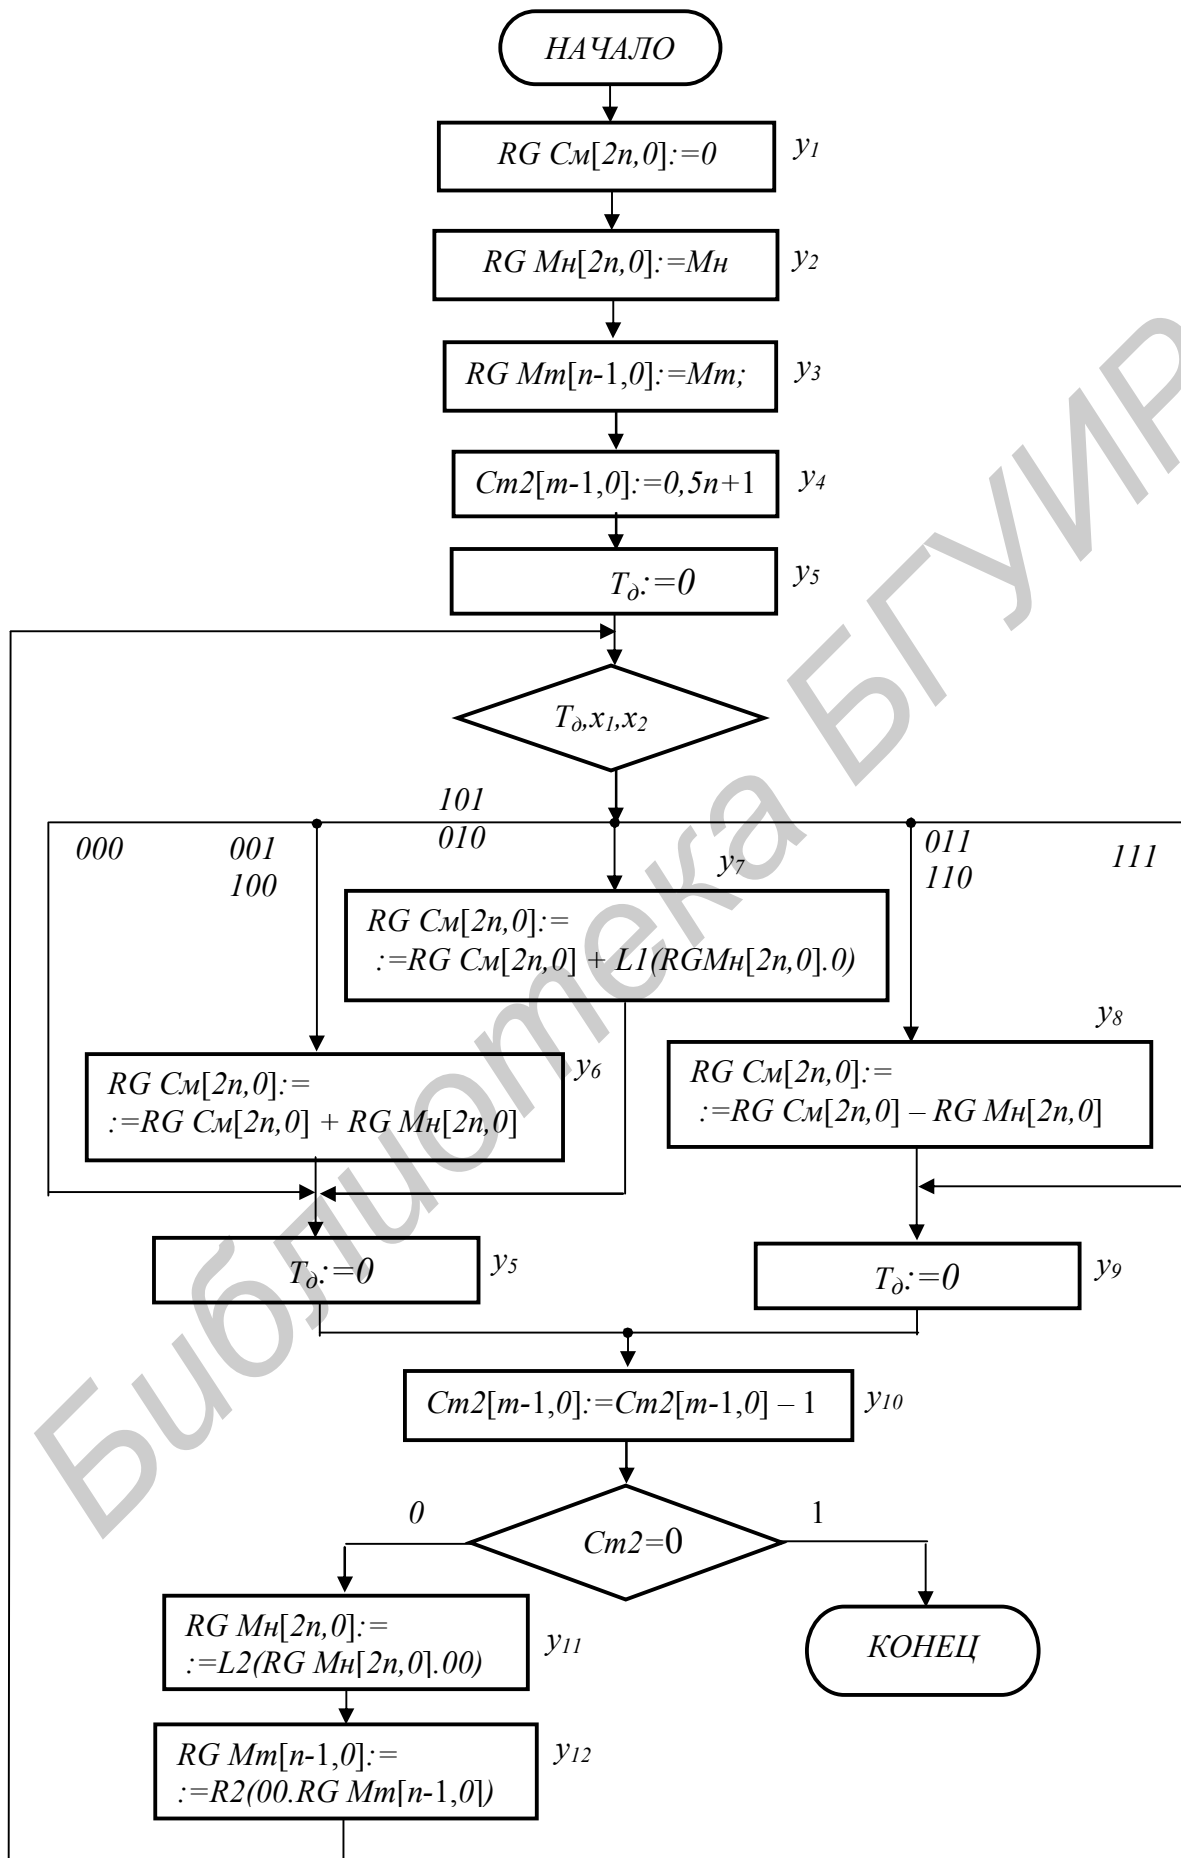 НАЧАЛО
RG См[2n,0]:=0
y1
RG Мн[2n,0]:=Мн
y2
RG Мт[n-1,0]:=Мт;
y3
Ст2[m-1,0]:=0,5n+1
y4
Tд:=0
y5
Tд,x1,x2
000
001
100
101
010
011
110
111
y7
RG См[2n,0]:=
:=RG См[2n,0] + L1(RGМн[2n,0].0)
y6
RG См[2n,0]:=
:=RG См[2n,0] + RG Мн[2n,0]
y8
RG См[2n,0]:=
:=RG См[2n,0] – RG Мн[2n,0]
Tд:=0
y5
Tд:=0
y9
Ст2[m-1,0]:=Ст2[m-1,0] – 1
y10
0
Ст2=0
1
RG Мн[2n,0]:=
:=L2(RG Мн[2n,0].00)
y11
КОНЕЦ
RG Мт[n-1,0]:=
:=R2(00.RG Мт[n-1,0])
y12
Библиотека БГУИР